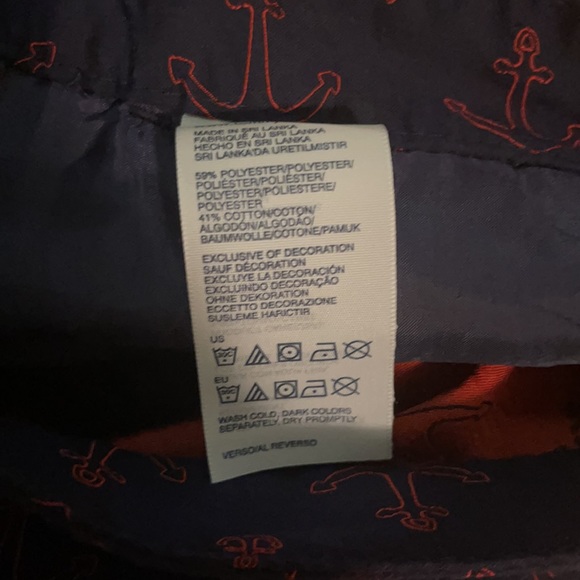 MADE IN SRI LANKA
FABRIQUÉ AU SRI LANKA
HECHO EN SRI LANKA
SRI LANKA'DA URETILMISTIR
59% POLYESTER/POLYESTER/
POLIÉSTER/POLIÉSTER/
POLYESTER/POLIESTERE/
POLYESTER
41% COTTON/COTON/
ALGODÓN/ALGODÃO/
BAUMWOLLE/COTONE/PAMUK
EXCLUSIVE OF DECORATION
SAUF DÉCORATION
EXCLUYE LA DECORACIÓN
EXCLUINDO DECORAÇÃO
OHNE DEKORATION
ECCETTO DECORAZIONE
SUSLEME HARICTIR
US
EU
WASH COLD, DARK COLORS
SEPARATELY, DRY PROMPTLY
VERSO/AL REVERSO